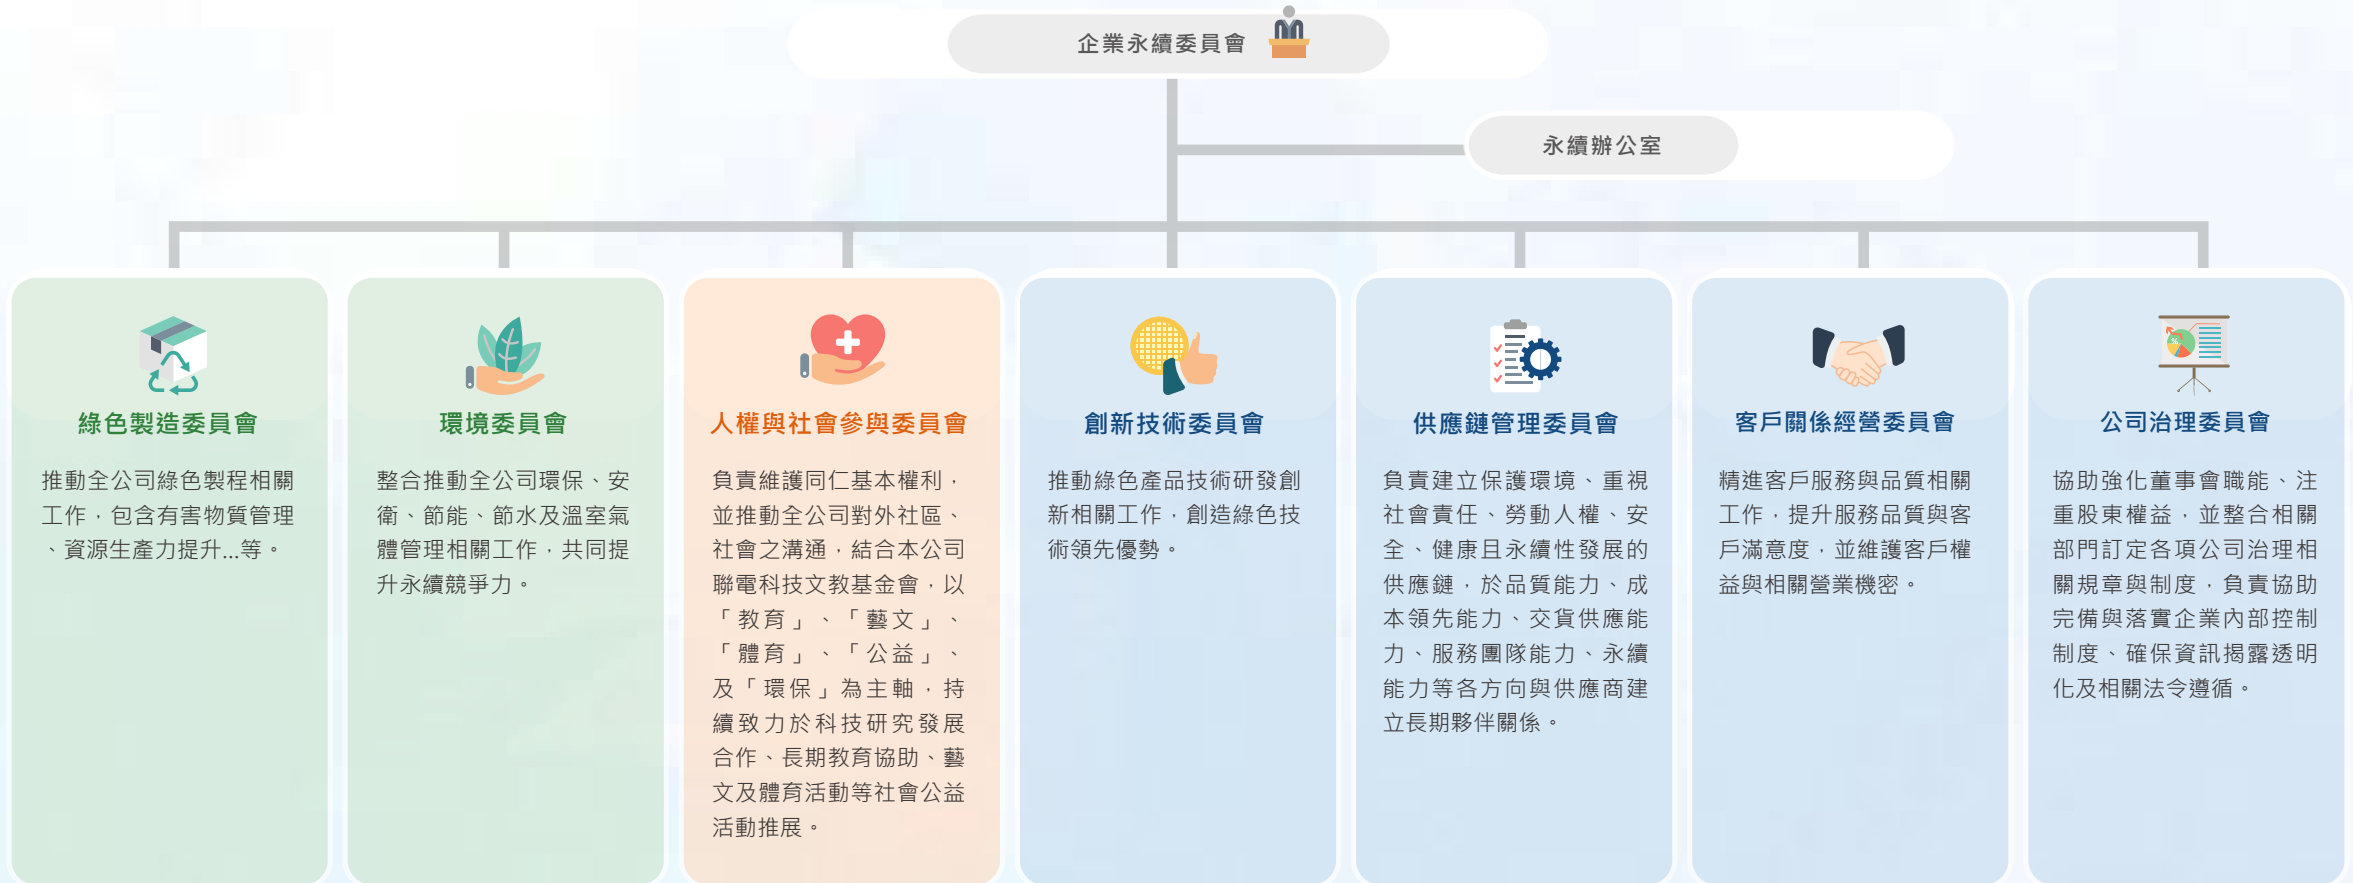 企業永續委員會
永續辦公室
綠色製造委員會
推動全公司綠色製程相關
工作，包含有害物質管理
、資源生產力提升...等。
環境委員會
整合推動全公司環保、安
衛、節能、節水及溫室氣
體管理相關工作，共同提
升永續競爭力。
人權與社會參與委員會
負責維護同仁基本權利，
並推動全公司對外社區、
社會之溝通，結合本公司
聯電科技文教基金會，以
「教育」、「藝文」、
「體育」、「公益」、
及「環保」為主軸，持
續致力於科技研究發展
合作、長期教育協助、藝
文及體育活動等社會公益
活動推展。
創新技術委員會
推動綠色產品技術研發創
新相關工作，創造綠色技
術領先優勢。
供應鏈管理委員會
負責建立保護環境、重視
社會責任、勞動人權、安
全、健康且永續性發展的
供應鏈，於品質能力、成
本領先能力、交貨供應能
力、服務團隊能力、永續
能力等各方向與供應商建
立長期夥伴關係。
客戶關係經營委員會
精進客戶服務與品質相關
工作，提升服務品質與客
戶滿意度，並維護客戶權
益與相關營業機密。
公司治理委員會
協助強化董事會職能、注
重股東權益，並整合相關
部門訂定各項公司治理相
關規章與制度，負責協助
完備與落實企業內部控制
制度、確保資訊揭露透明
化及相關法令遵循。